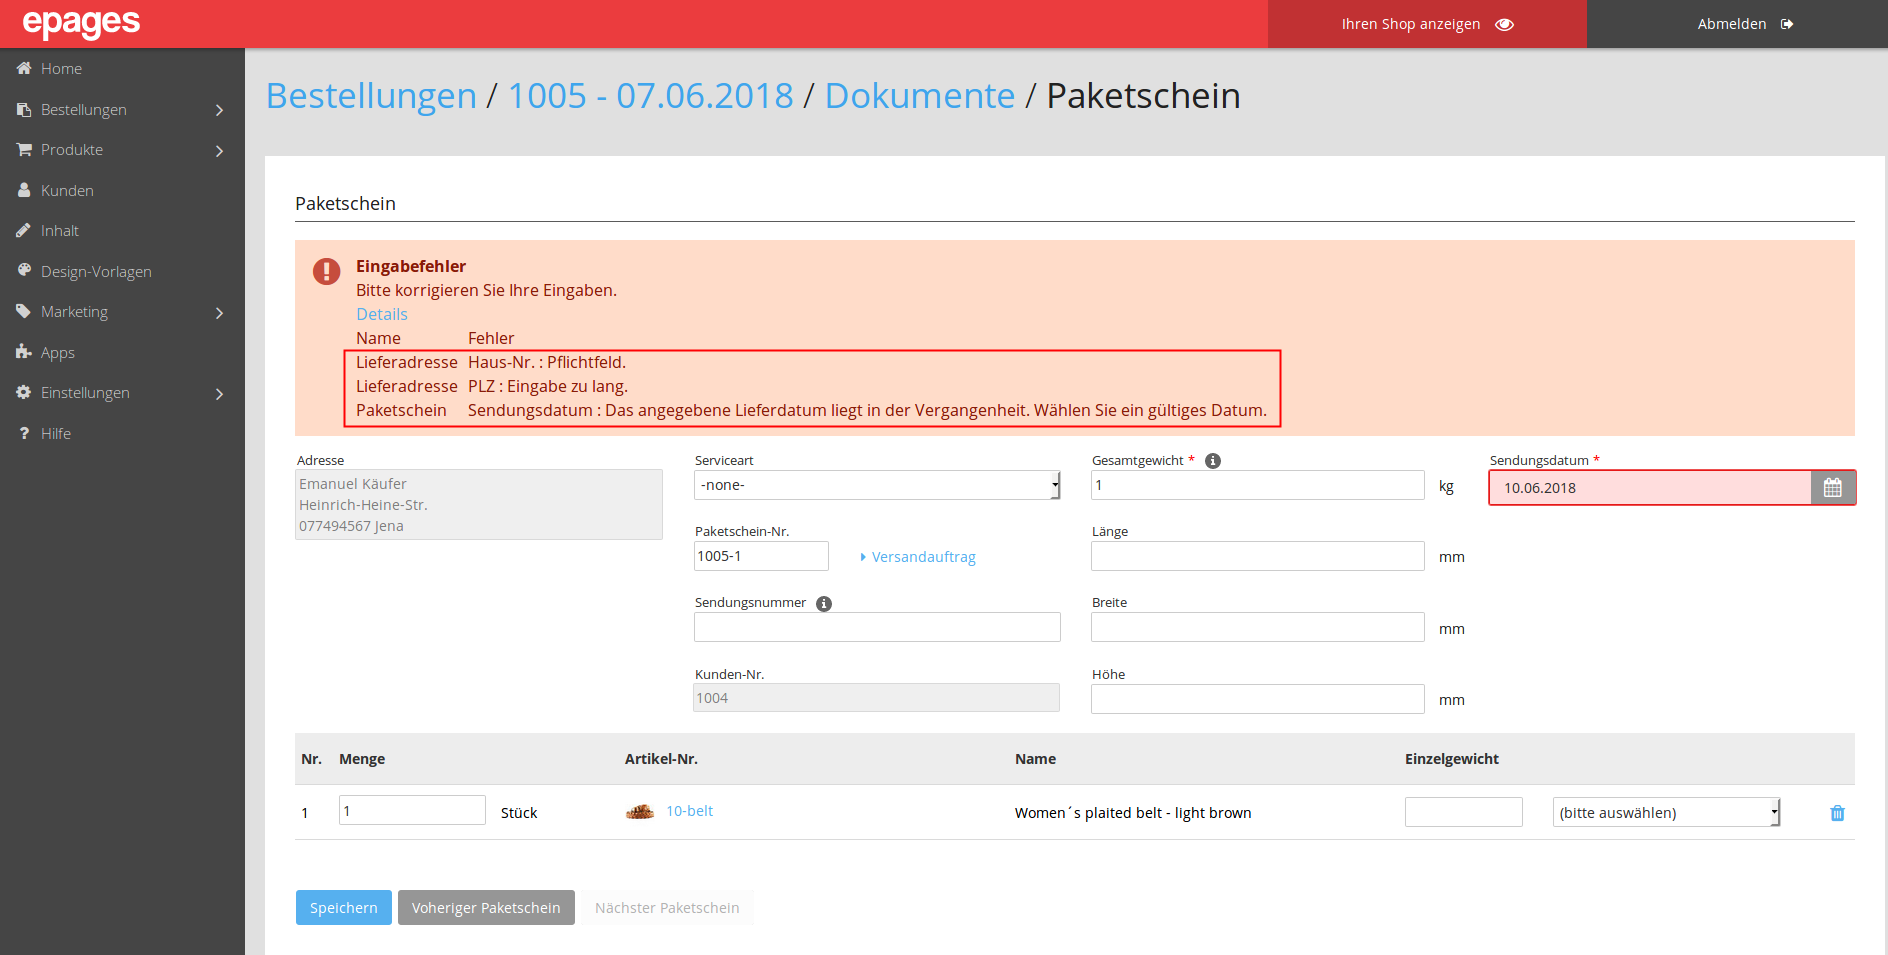 epages
Ihren Shop anzeigen
Abmelden
Home
Bestellungen
Produkte
Kunden
Inhalt
Design-Vorlagen
Marketing
Apps
Einstellungen
Hilfe
Bestellungen / 1005 - 07.06.2018 / Dokumente / Paketschein
Paketschein
Eingabefehler
Bitte korrigieren Sie Ihre Eingaben.
Details
Name Fehler
Lieferadresse Haus-Nr. : Pflichtfeld.
Lieferadresse PLZ : Eingabe zu lang.
Paketschein Sendungsdatum : Das angegebene Lieferdatum liegt in der Vergangenheit. Wählen Sie ein gültiges Datum.
Adresse
Emanuel Käufer
Heinrich-Heine-Str.
077494567 Jena
Serviceart
-none-
Paketschein-Nr.
1005-1
Versandauftrag
Sendungsnummer
Kunden-Nr.
1004
Gesamtgewicht *
1 kg
Länge
mm
Breite
mm
Höhe
mm
Sendungsdatum *
10.06.2018
Nr. Menge Artikel-Nr. Name Einzelgewicht
1 1 Stück 10-belt Women´s plaited belt - light brown (bitte auswählen)
Speichern Voheriger Paketschein Nächster Paketschein